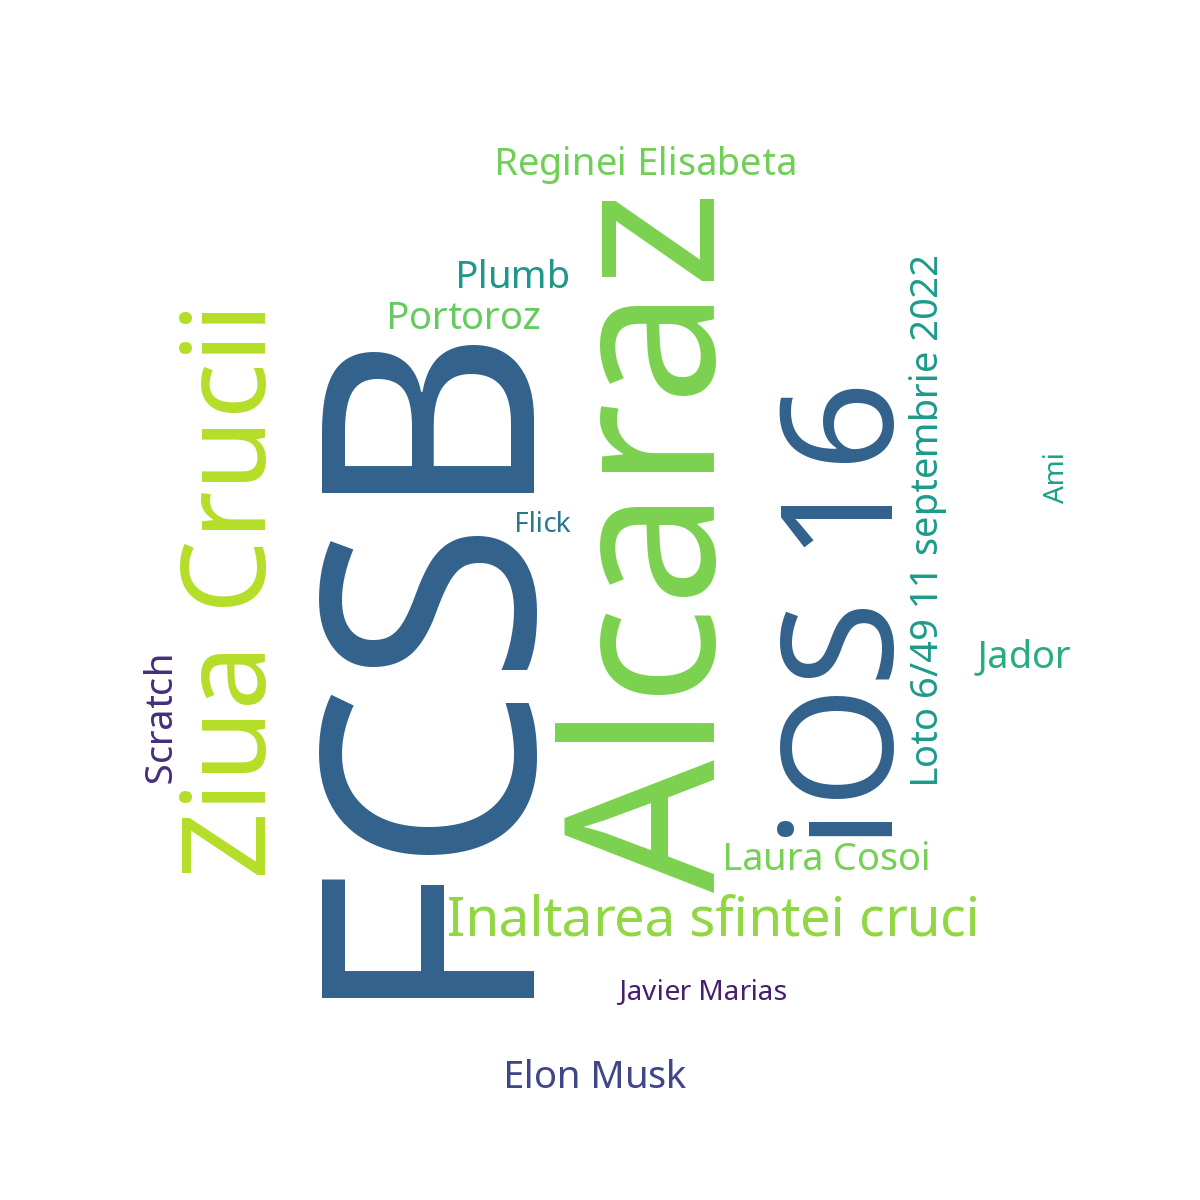 Reginei Elisabeta
Plumb
Portoroz
Ziua Crucii
FCSB
Alcaraz
iOS 16
Loto 6/49 11 septembrie 2022
Ami
Flick
Scratch
Jador
Laura Cosoi
Inaltarea sfintei cruci
Javier Marias
Elon Musk